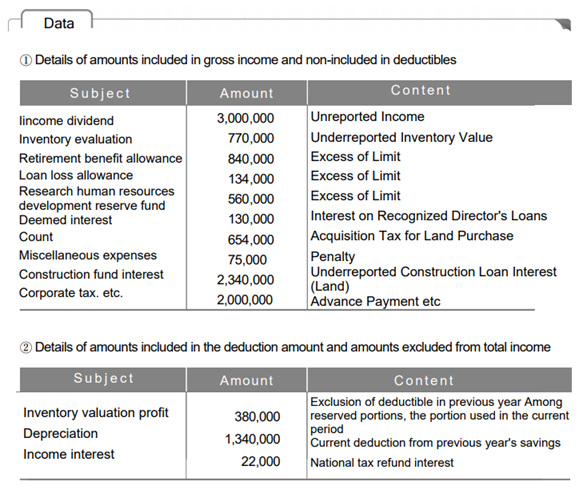 Data
① Details of amounts included in gross income and non-included in deductibles
Subject Amount Content
Iincome dividend 3,000,000 Unreported Income
Inventory evaluation 770,000 Underreported Inventory Value
Retirement benefit allowance 840,000 Excess of Limit
Loan loss allowance 134,000 Excess of Limit
Research human resources
development reserve fund 560,000 Excess of Limit
Deemed interest 130,000 Interest on Recognized Director's Loans
Count 654,000 Acquisition Tax for Land Purchase
Miscellaneous expenses 75,000 Penalty
Construction fund interest 2,340,000 Underreported Construction Loan Interest
(Land)
Corporate tax. etc. 2,000,000 Advance Payment etc
② Details of amounts included in the deduction amount and amounts excluded from total income
Subject Amount Content
Inventory valuation profit 380,000 Exclusion of deductible in previous year Among
reserved portions, the portion used in the current
period
Depreciation 1,340,000 Current deduction from previous year's savings
Income interest 22,000 National tax refund interest